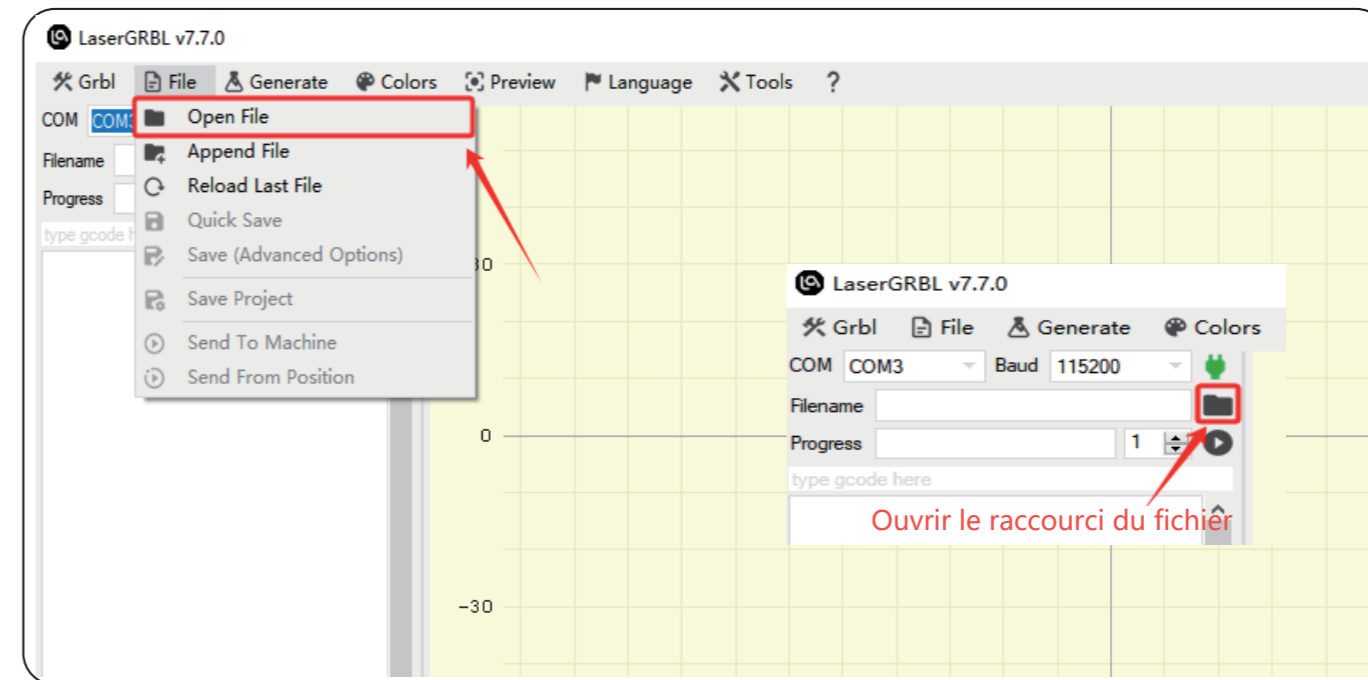 LaserGRBL v7.7.0
Grbl File Generate Colors Preview Language Tools ?
COM COM3
Open File
Filename
Append File
Progress
Reload Last File
type gcode h
Quick Save
Save (Advanced Options)
Save Project
Send To Machine
Send From Position
30
0
-30
LaserGRBL v7.7.0
Grbl File Generate Colors
COM COM3 Baud 115200
Filename
Progress 1
type gcode here
Ouvrir le raccourci du fichier